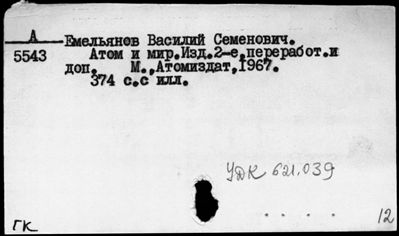 А Емельянов Василий Семенович.
5543 Атом и мир.Изд.2-е,переработ.и
доп. М.,Атомиздат,1967.
374 с.с илл.
УДК 621.039
ГК 12